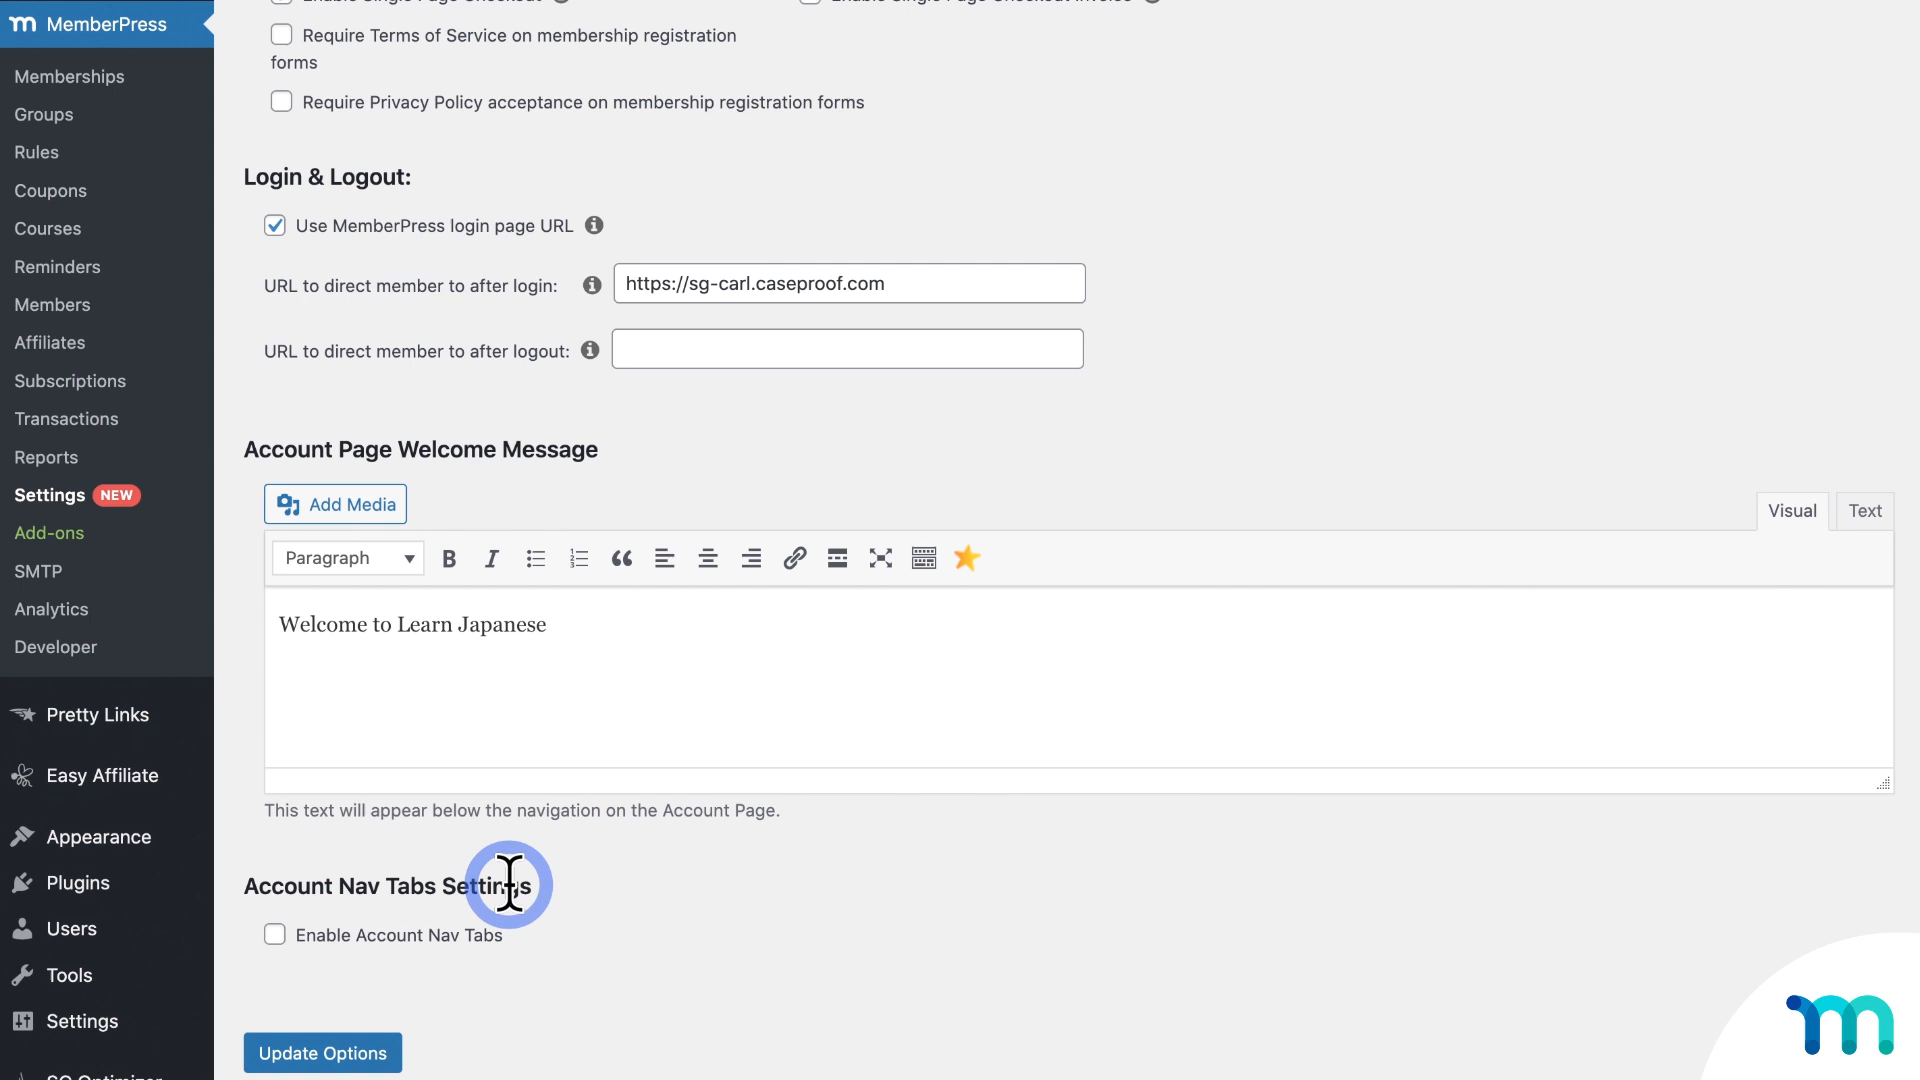 MemberPress
Memberships
Groups
Rules
Coupons
Courses
Reminders
Members
Affiliates
Subscriptions
Transactions
Reports
Settings NEW
Add-ons
SMTP
Analytics
Developer
Pretty Links
Easy Affiliate
Appearance
Plugins
Users
Tools
Settings
Require Terms of Service on membership registration
forms
Require Privacy Policy acceptance on membership registration forms
Login & Logout:
Use MemberPress login page URL
URL to direct member to after login: https://sg-carl.caseproof.com
URL to direct member to after logout:
Account Page Welcome Message
Add Media
Visual Text
Paragraph
Welcome to Learn Japanese
This text will appear below the navigation on the Account Page.
Account Nav Tabs Settings
Enable Account Nav Tabs
Update Options